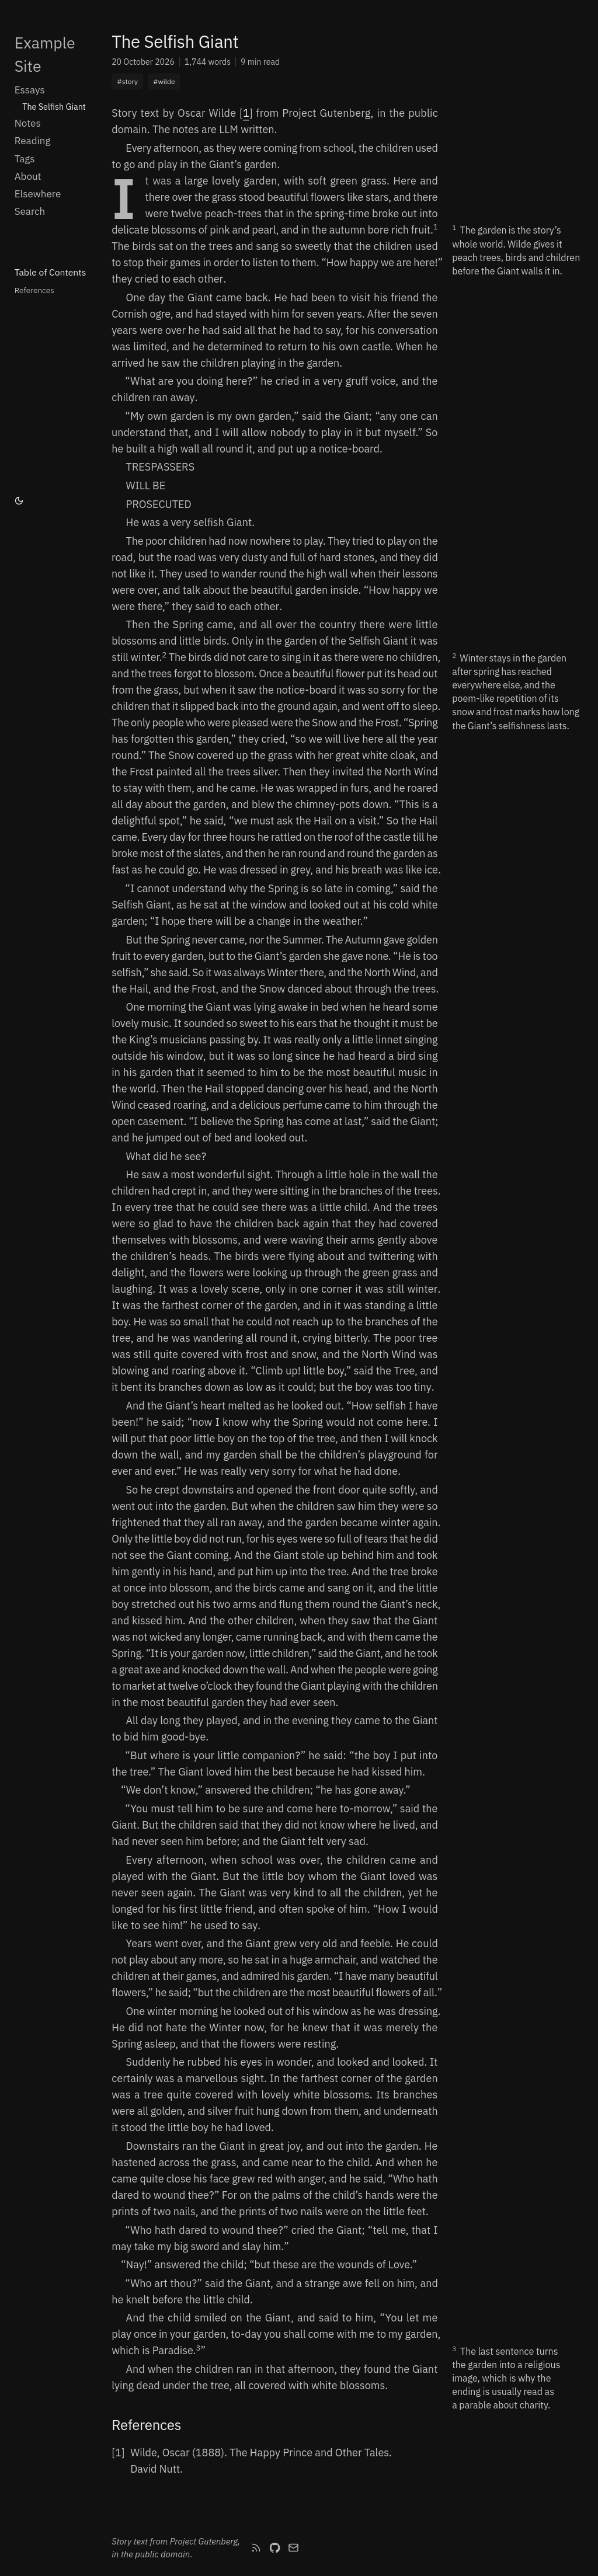 Example
Site
Essays
The Selfish Giant
Notes
Reading
Tags
About
Elsewhere
Search
Table of Contents
References
The Selfish Giant
20 October 2026 | 1,744 words | 9 min read
#story #wilde
Story text by Oscar Wilde [1] from Project Gutenberg, in the public
domain. The notes are LLM written.
Every afternoon, as they were coming from school, the children used
to go and play in the Giant’s garden.
It was a large lovely garden, with soft green grass. Here and
there over the grass stood beautiful flowers like stars, and there
were twelve peach-trees that in the spring-time broke out into
delicate blossoms of pink and pearl, and in the autumn bore rich fruit.1
The birds sat on the trees and sang so sweetly that the children used
to stop their games in order to listen to them. “How happy we are here!”
they cried to each other.
1 The garden is the story’s
whole world. Wilde gives it
peach trees, birds and children
before the Giant walls it in.
One day the Giant came back. He had been to visit his friend the
Cornish ogre, and had stayed with him for seven years. After the seven
years were over he had said all that he had to say, for his conversation
was limited, and he determined to return to his own castle. When he
arrived he saw the children playing in the garden.
“What are you doing here?” he cried in a very gruff voice, and the
children ran away.
“My own garden is my own garden,” said the Giant; “any one can
understand that, and I will allow nobody to play in it but myself.” So
he built a high wall all round it, and put up a notice-board.
TRESPASSERS
WILL BE
PROSECUTED
He was a very selfish Giant.
The poor children had now nowhere to play. They tried to play on the
road, but the road was very dusty and full of hard stones, and they did
not like it. They used to wander round the high wall when their lessons
were over, and talk about the beautiful garden inside. “How happy we
were there,” they said to each other.
Then the Spring came, and all over the country there were little
blossoms and little birds. Only in the garden of the Selfish Giant it was
still winter.2 The birds did not care to sing in it as there were no children,
and the trees forgot to blossom. Once a beautiful flower put its head out
from the grass, but when it saw the notice-board it was so sorry for the
children that it slipped back into the ground again, and went off to sleep.
The only people who were pleased were the Snow and the Frost. “Spring
has forgotten this garden,” they cried, “so we will live here all the year
round.” The Snow covered up the grass with her great white cloak, and
the Frost painted all the trees silver. Then they invited the North Wind
to stay with them, and he came. He was wrapped in furs, and he roared
all day about the garden, and blew the chimney-pots down. “This is a
delightful spot,” he said, “we must ask the Hail on a visit.” So the Hail
came. Every day for three hours he rattled on the roof of the castle till he
broke most of the slates, and then he ran round and round the garden as
fast as he could go. He was dressed in grey, and his breath was like ice.
2 Winter stays in the garden
after spring has reached
everywhere else, and the
poem-like repetition of its
snow and frost marks how long
the Giant’s selfishness lasts.
“I cannot understand why the Spring is so late in coming,” said the
Selfish Giant, as he sat at the window and looked out at his cold white
garden; “I hope there will be a change in the weather.”
But the Spring never came, nor the Summer. The Autumn gave golden
fruit to every garden, but to the Giant’s garden she gave none. “He is too
selfish,” she said. So it was always Winter there, and the North Wind, and
the Hail, and the Frost, and the Snow danced about through the trees.
One morning the Giant was lying awake in bed when he heard some
lovely music. It sounded so sweet to his ears that he thought it must be
the King’s musicians passing by. It was really only a little linnet singing
outside his window, but it was so long since he had heard a bird sing
in his garden that it seemed to him to be the most beautiful music in
the world. Then the Hail stopped dancing over his head, and the North
Wind ceased roaring, and a delicious perfume came to him through the
open casement. “I believe the Spring has come at last,” said the Giant;
and he jumped out of bed and looked out.
What did he see?
He saw a most wonderful sight. Through a little hole in the wall the
children had crept in, and they were sitting in the branches of the trees.
In every tree that he could see there was a little child. And the trees
were so glad to have the children back again that they had covered
themselves with blossoms, and were waving their arms gently above
the children’s heads. The birds were flying about and twittering with
delight, and the flowers were looking up through the green grass and
laughing. It was a lovely scene, only in one corner it was still winter.
It was the farthest corner of the garden, and in it was standing a little
boy. He was so small that he could not reach up to the branches of the
tree, and he was wandering all round it, crying bitterly. The poor tree
was still quite covered with frost and snow, and the North Wind was
blowing and roaring above it. “Climb up! little boy,” said the Tree, and
it bent its branches down as low as it could; but the boy was too tiny.
And the Giant’s heart melted as he looked out. “How selfish I have
been!” he said; “now I know why the Spring would not come here. I
will put that poor little boy on the top of the tree, and then I will knock
down the wall, and my garden shall be the children’s playground for
ever and ever.” He was really very sorry for what he had done.
So he crept downstairs and opened the front door quite softly, and
went out into the garden. But when the children saw him they were so
frightened that they all ran away, and the garden became winter again.
Only the little boy did not run, for his eyes were so full of tears that he did
not see the Giant coming. And the Giant stole up behind him and took
him gently in his hand, and put him up into the tree. And the tree broke
at once into blossom, and the birds came and sang on it, and the little
boy stretched out his two arms and flung them round the Giant’s neck,
and kissed him. And the other children, when they saw that the Giant
was not wicked any longer, came running back, and with them came the
Spring. “It is your garden now, little children,” said the Giant, and he took
a great axe and knocked down the wall. And when the people were going
to market at twelve o’clock they found the Giant playing with the children
in the most beautiful garden they had ever seen.
All day long they played, and in the evening they came to the Giant
to bid him good-bye.
“But where is your little companion?” he said: “the boy I put into
the tree.” The Giant loved him the best because he had kissed him.
“We don’t know,” answered the children; “he has gone away.”
“You must tell him to be sure and come here to-morrow,” said the
Giant. But the children said that they did not know where he lived, and
had never seen him before; and the Giant felt very sad.
Every afternoon, when school was over, the children came and
played with the Giant. But the little boy whom the Giant loved was
never seen again. The Giant was very kind to all the children, yet he
longed for his first little friend, and often spoke of him. “How I would
like to see him!” he used to say.
Years went over, and the Giant grew very old and feeble. He could
not play about any more, so he sat in a huge armchair, and watched the
children at their games, and admired his garden. “I have many beautiful
flowers,” he said; “but the children are the most beautiful flowers of all.”
One winter morning he looked out of his window as he was dressing.
He did not hate the Winter now, for he knew that it was merely the
Spring asleep, and that the flowers were resting.
Suddenly he rubbed his eyes in wonder, and looked and looked. It
certainly was a marvellous sight. In the farthest corner of the garden
was a tree quite covered with lovely white blossoms. Its branches
were all golden, and silver fruit hung down from them, and underneath
it stood the little boy he had loved.
Downstairs ran the Giant in great joy, and out into the garden. He
hastened across the grass, and came near to the child. And when he
came quite close his face grew red with anger, and he said, “Who hath
dared to wound thee?” For on the palms of the child’s hands were the
prints of two nails, and the prints of two nails were on the little feet.
“Who hath dared to wound thee?” cried the Giant; “tell me, that I
may take my big sword and slay him.”
“Nay!” answered the child; “but these are the wounds of Love.”
“Who art thou?” said the Giant, and a strange awe fell on him, and
he knelt before the little child.
And the child smiled on the Giant, and said to him, “You let me
play once in your garden, to-day you shall come with me to my garden,
which is Paradise.3”
3 The last sentence turns
the garden into a religious
image, which is why the
ending is usually read as
a parable about charity.
And when the children ran in that afternoon, they found the Giant
lying dead under the tree, all covered with white blossoms.
References
[1] Wilde, Oscar (1888). The Happy Prince and Other Tales.
David Nutt.
Story text from Project Gutenberg,
in the public domain.